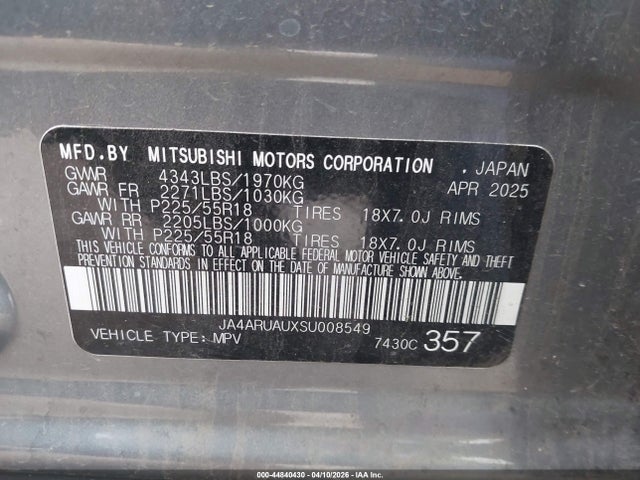 MFD.BY MITSUBISHI MOTORS CORPORATION . JAPAN
GVWR 4343LBS/1970KG APR 2025
GAWR FR 2271LBS/1030KG
WITH P225/55R18 TIRES 18X7.0J RIMS
GAWR RR 2205LBS/1000KG
WITH P225/55R18 TIRES 18X7.0J RIMS
THIS VEHICLE CONFORMS TO ALL APPLICABLE FEDERAL MOTOR VEHICLE SAFETY AND THEFT
PREVENTION STANDARDS IN EFFECT ON THE DATE OF MANUFACTURE SHOWN ABOVE.
JA4ARUAUXSU008549
VEHICLE TYPE:MPV 7430C 357
000-44840430 - 04/10/2026 - IAA Inc.